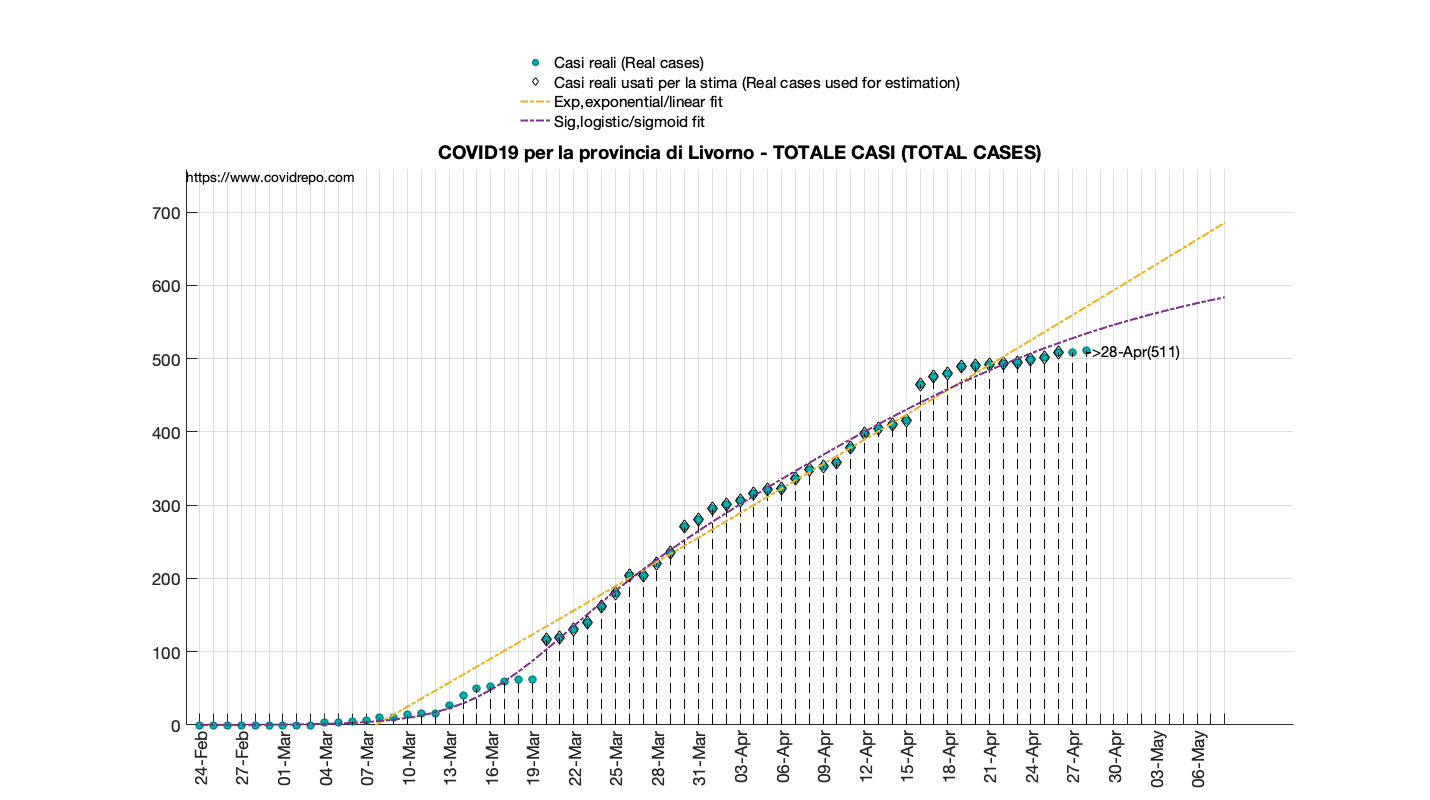 Casi reali (Real cases)
Casi reali usati per la stima (Real cases used for estimation)
Exp,exponential/linear fit
Sig,logistic/sigmoid fit
COVID19 per la provincia di Livorno - TOTALE CASI (TOTAL CASES)
https://www.covidrepo.com
700
600
500
400
300
200
100
0
->28-Apr(511)
24-Feb
27-Feb
01-Mar
04-Mar
07-Mar
10-Mar
13-Mar
16-Mar
19-Mar
22-Mar
25-Mar
28-Mar
31-Mar
03-Apr
06-Apr
09-Apr
12-Apr
15-Apr
18-Apr
21-Apr
24-Apr
27-Apr
30-Apr
03-May
06-May